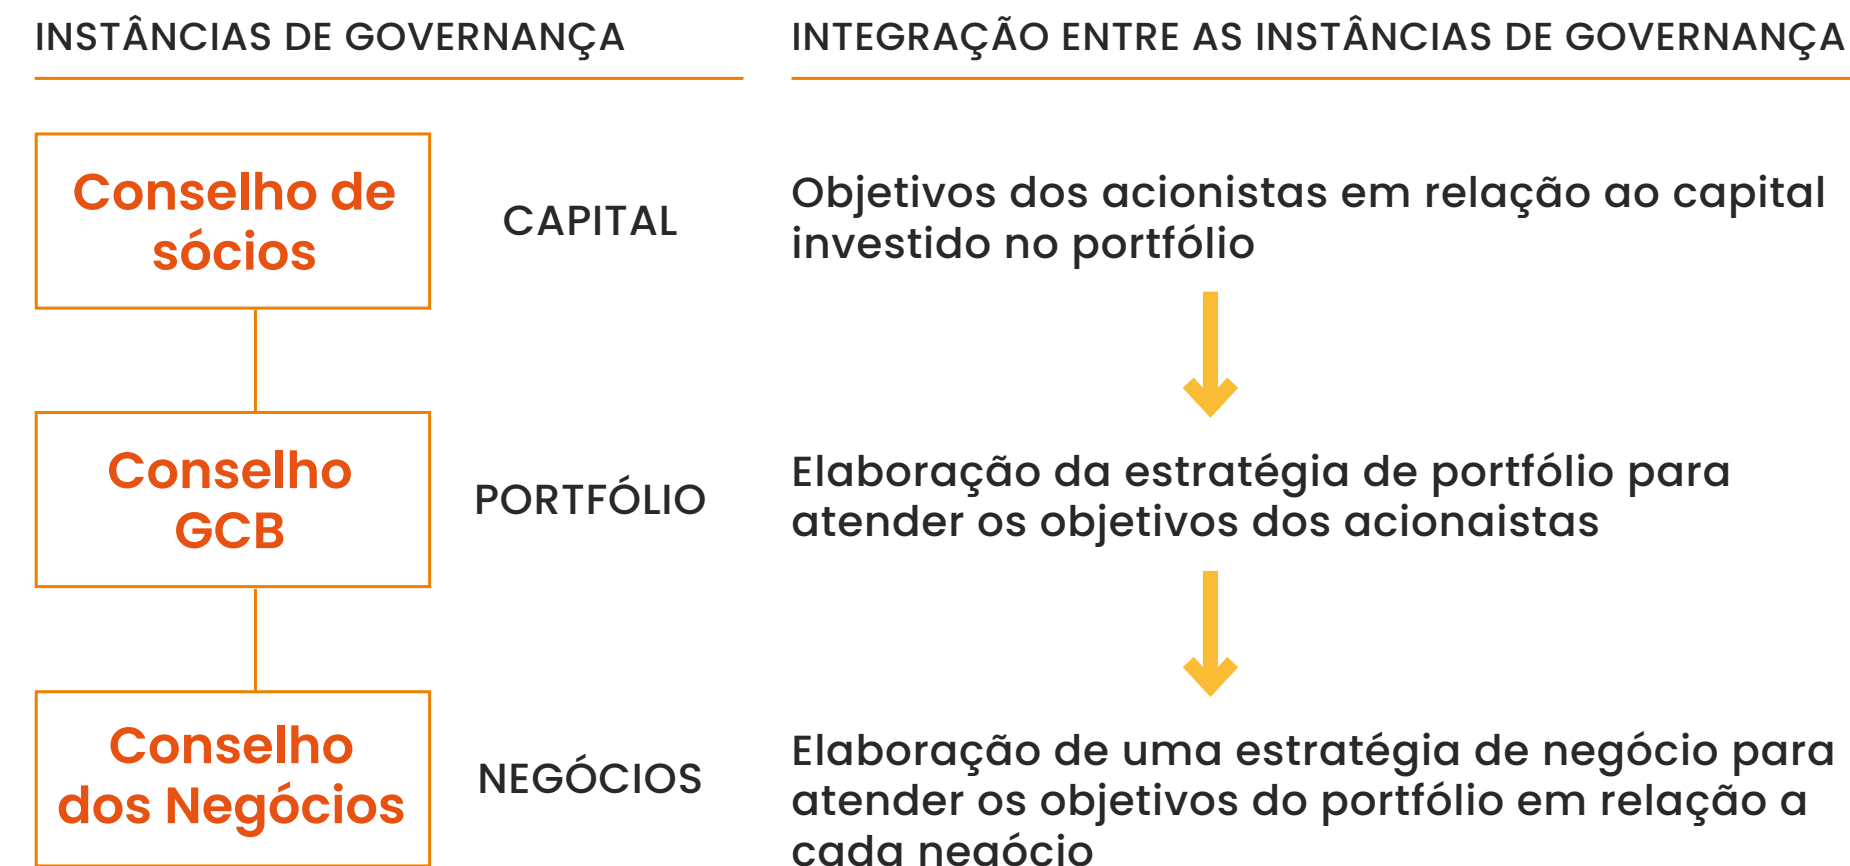 INSTÂNCIAS DE GOVERNANÇA
INTEGRAÇÃO ENTRE AS INSTÂNCIAS DE GOVERNANÇA
Conselho de
sócios
CAPITAL
Objetivos dos acionistas em relação ao capital
investido no portfólio
Conselho
GCB
PORTFÓLIO
Elaboração da estratégia de portfólio para
atender os objetivos dos acionaistas
Conselho
dos Negócios
NEGÓCIOS
Elaboração de uma estratégia de negócio para
atender os objetivos do portfólio em relação a
cada negócio